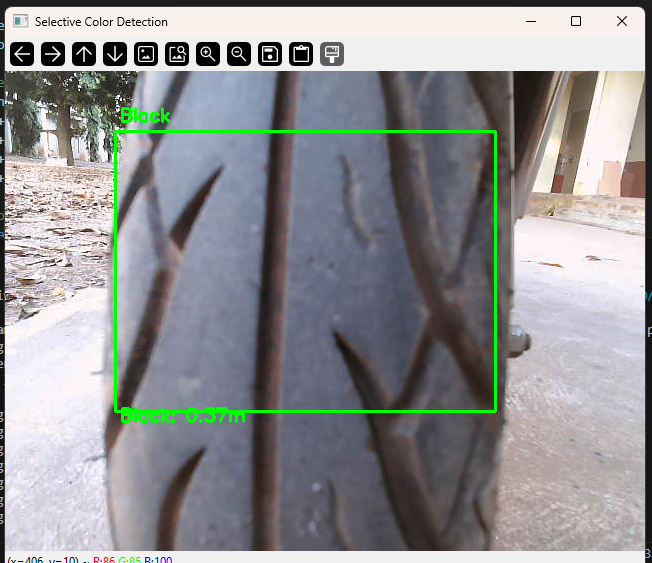 Selective Color Detection
Black
Black: 0.37m
(x=406, y=10) ~ R:86 G:85 B:100